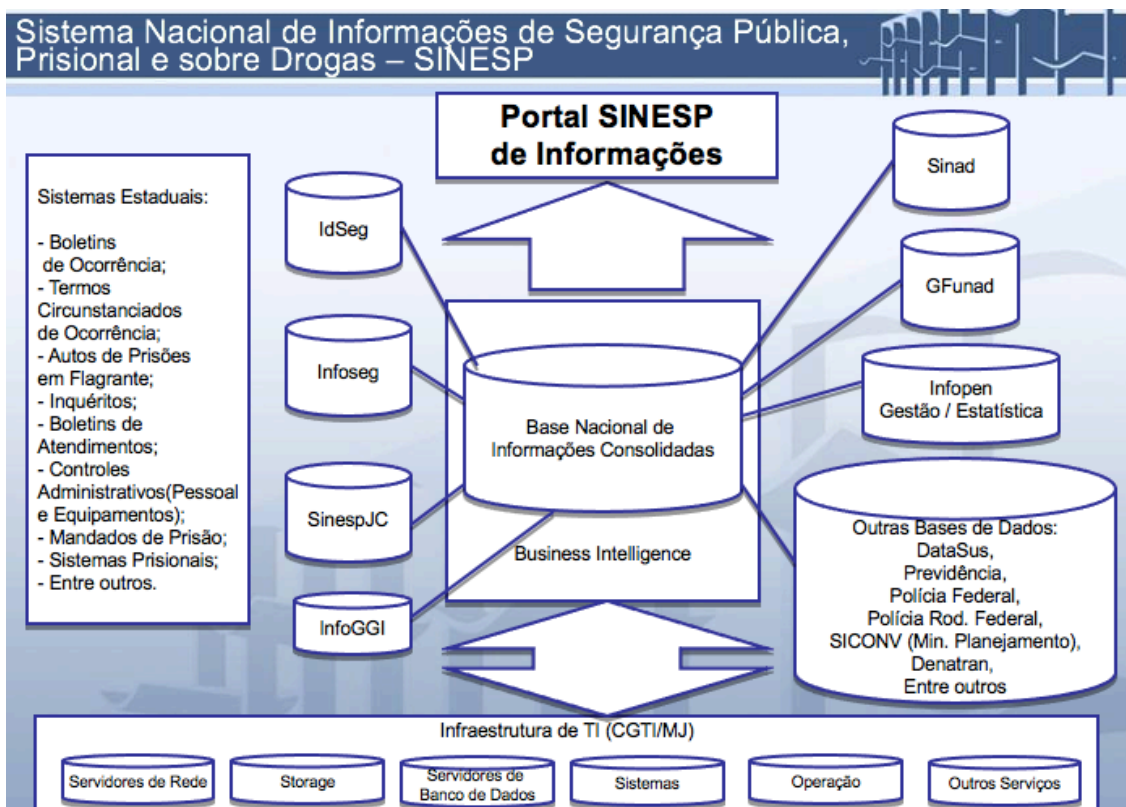 Sistema Nacional de Informações de Segurança Pública,
Prisional e sobre Drogas – SINESP
Portal SINESP
de Informações
Sistemas Estaduais:
- Boletins
de Ocorrência;
- Termos
Circunstanciados
de Ocorrência;
- Autos de Prisões
em Flagrante;
- Inquéritos;
- Boletins de
Atendimentos;
- Controles
Administrativos(Pessoal
e Equipamentos);
- Mandados de Prisão;
- Sistemas Prisionais;
- Entre outros.
IdSeg
Infoseg
SinespJC
InfoGGI
Base Nacional de
Informações Consolidadas
Business Intelligence
Sinad
GFunad
Infopen
Gestão / Estatística
Outras Bases de Dados:
DataSus,
Previdência,
Polícia Federal,
Polícia Rod. Federal,
SICONV (Min. Planejamento),
Denatran,
Entre outros
Infraestrutura de TI (CGTI/MJ)
Servidores de Rede
Storage
Servidores de
Banco de Dados
Sistemas
Operação
Outros Serviços